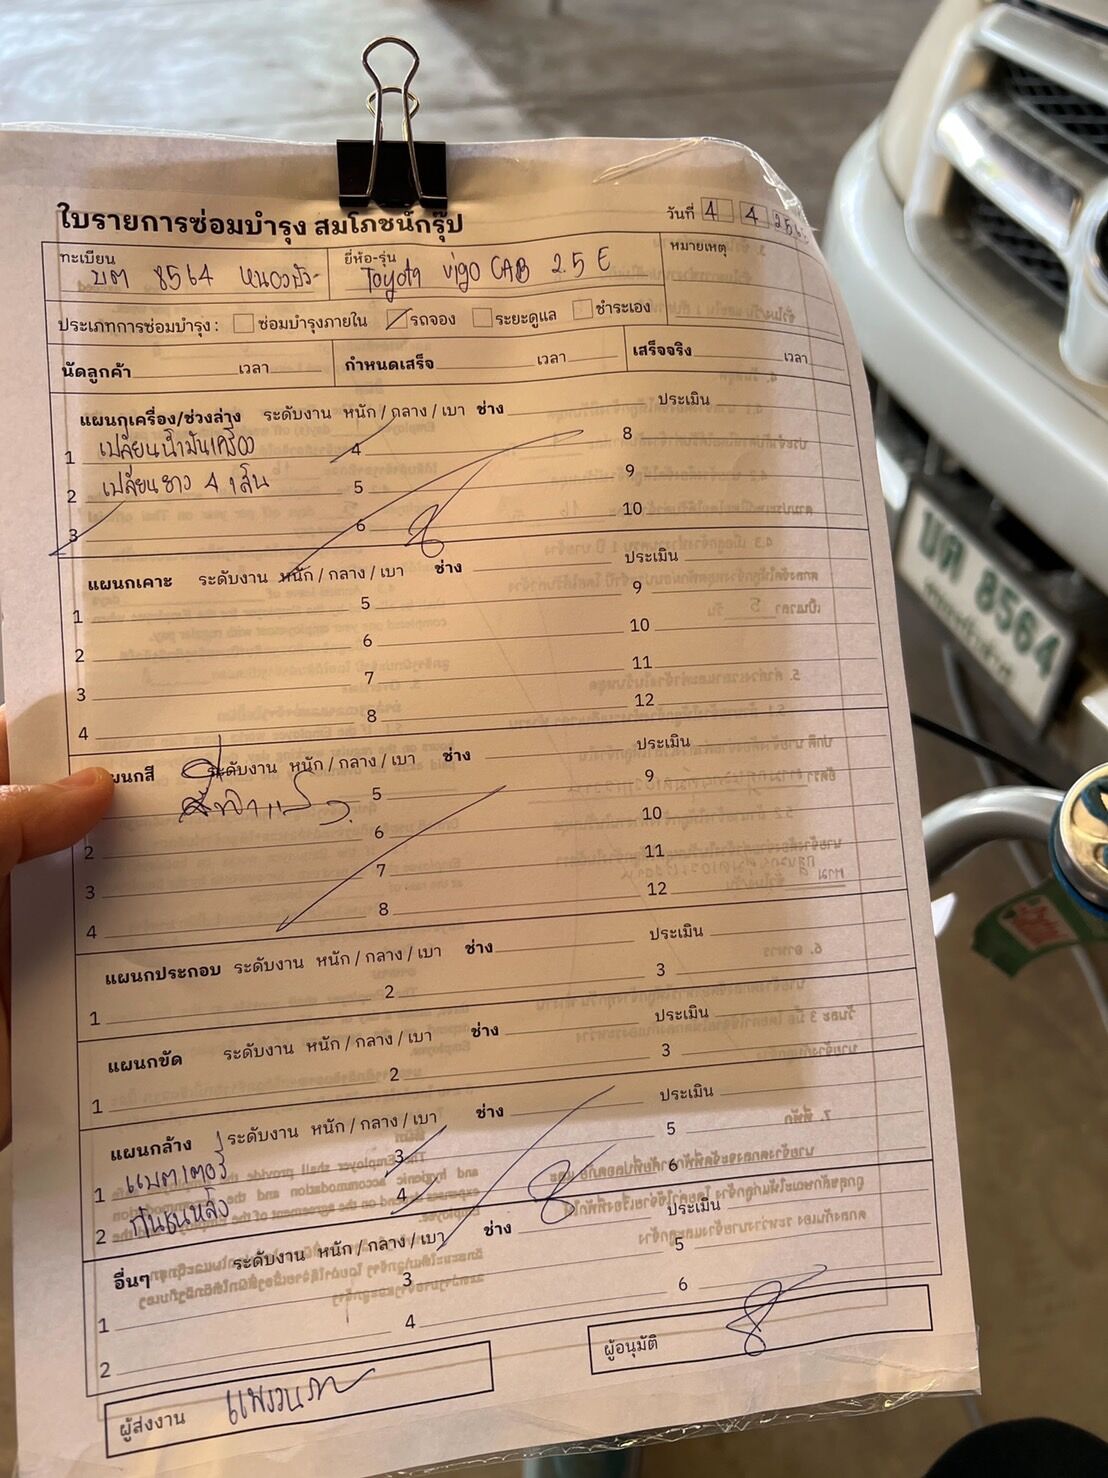 ใบรายการซ่อมบำรุง สมโภชน์กรุ๊ป
วันที่ 4 4 256
ทะเบียน บต 8564 หนองบัว
ยี่ห้อ-รุ่น Toyota vigo CAB 2.5 E
หมายเหตุ
ประเภทการซ่อมบำรุง : ซ่อมบำรุงภายใน รถจอง ระยะดูแล ชำระเอง
นัดลูกค้า เวลา กำหนดเสร็จ เวลา เสร็จจริง เวลา
แผนกเครื่อง/ช่วงล่าง ระดับงาน หนัก / กลาง / เบา ช่าง ประเมิน
1 เปลี่ยนน้ำมันเครื่อง 4 8
2 เปลี่ยนยาง 4 เส้น 5 9
3 6 10
แผนกเคาะ ระดับงาน หนัก / กลาง / เบา ช่าง ประเมิน
1 5 9
2 6 10
3 7 11
4 8 12
แผนกสี ระดับงาน หนัก / กลาง / เบา ช่าง ประเมิน
5 9
2 6 10
3 7 11
4 8 12
แผนกประกอบ ระดับงาน หนัก / กลาง / เบา ช่าง ประเมิน
1 2 3
แผนกขัด ระดับงาน หนัก / กลาง / เบา ช่าง ประเมิน
1 2 3
แผนกล้าง ระดับงาน หนัก / กลาง / เบา ช่าง ประเมิน
1 แบตเตอรี่ 3 5
2 กันชนหลัง 4 6
อื่นๆ ระดับงาน หนัก / กลาง / เบา ช่าง ประเมิน
1 3 5
2 4 6
ผู้ส่งงาน
ผู้อนุมัติ
บต 8564